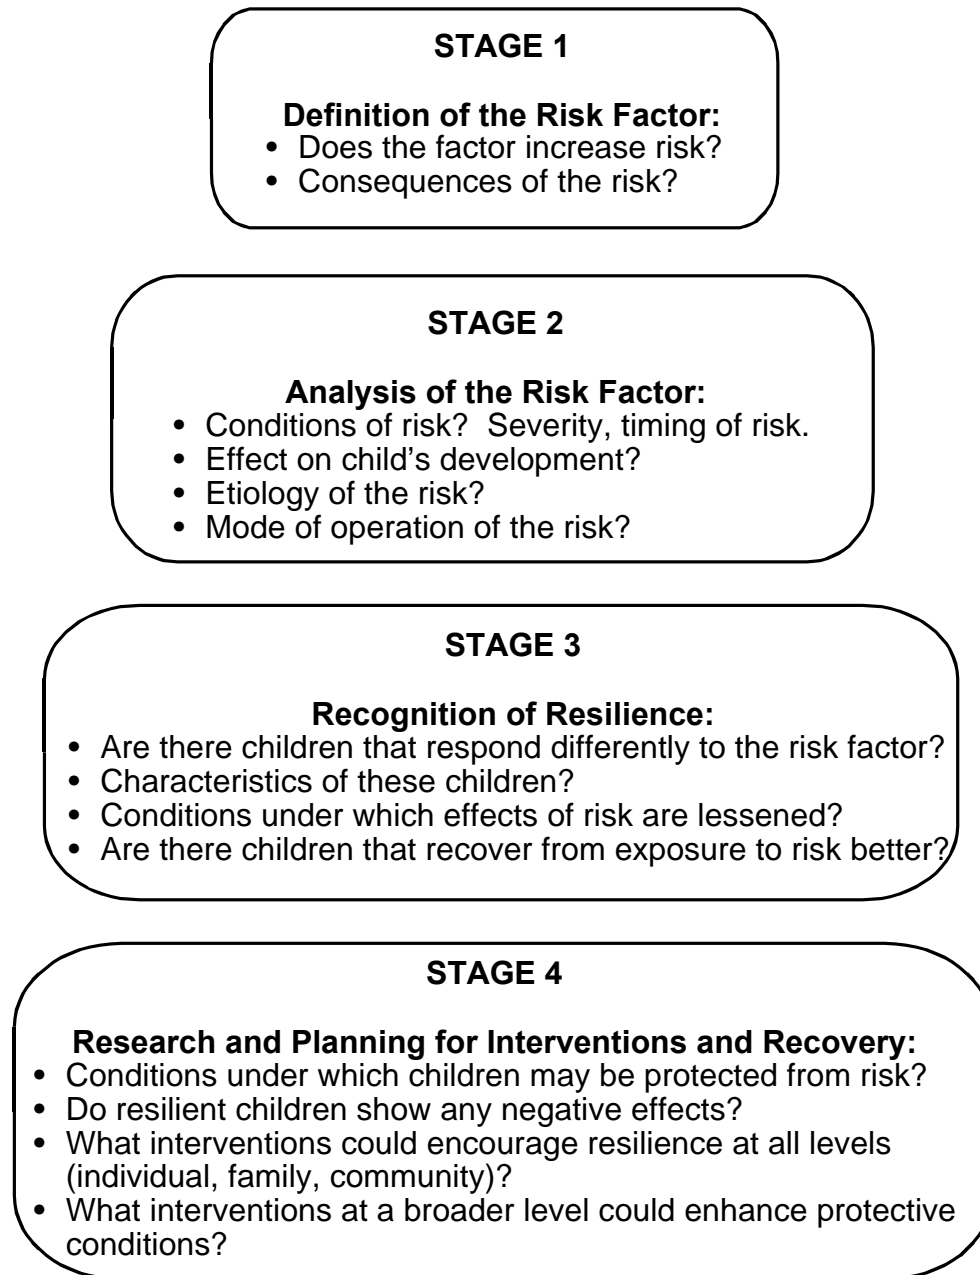 STAGE 1
Definition of the Risk Factor:
• Does the factor increase risk?
• Consequences of the risk?
STAGE 2
Analysis of the Risk Factor:
• Conditions of risk?  Severity, timing of risk.
• Effect on child’s development?
• Etiology of the risk?
• Mode of operation of the risk?
STAGE 3
Recognition of Resilience:
• Are there children that respond differently to the risk factor?
• Characteristics of these children?
• Conditions under which effects of risk are lessened?
• Are there children that recover from exposure to risk better?
STAGE 4
Research and Planning for Interventions and Recovery:
• Conditions under which children may be protected from risk?
• Do resilient children show any negative effects?
• What interventions could encourage resilience at all levels
(individual, family, community)?
• What interventions at a broader level could enhance protective
conditions?